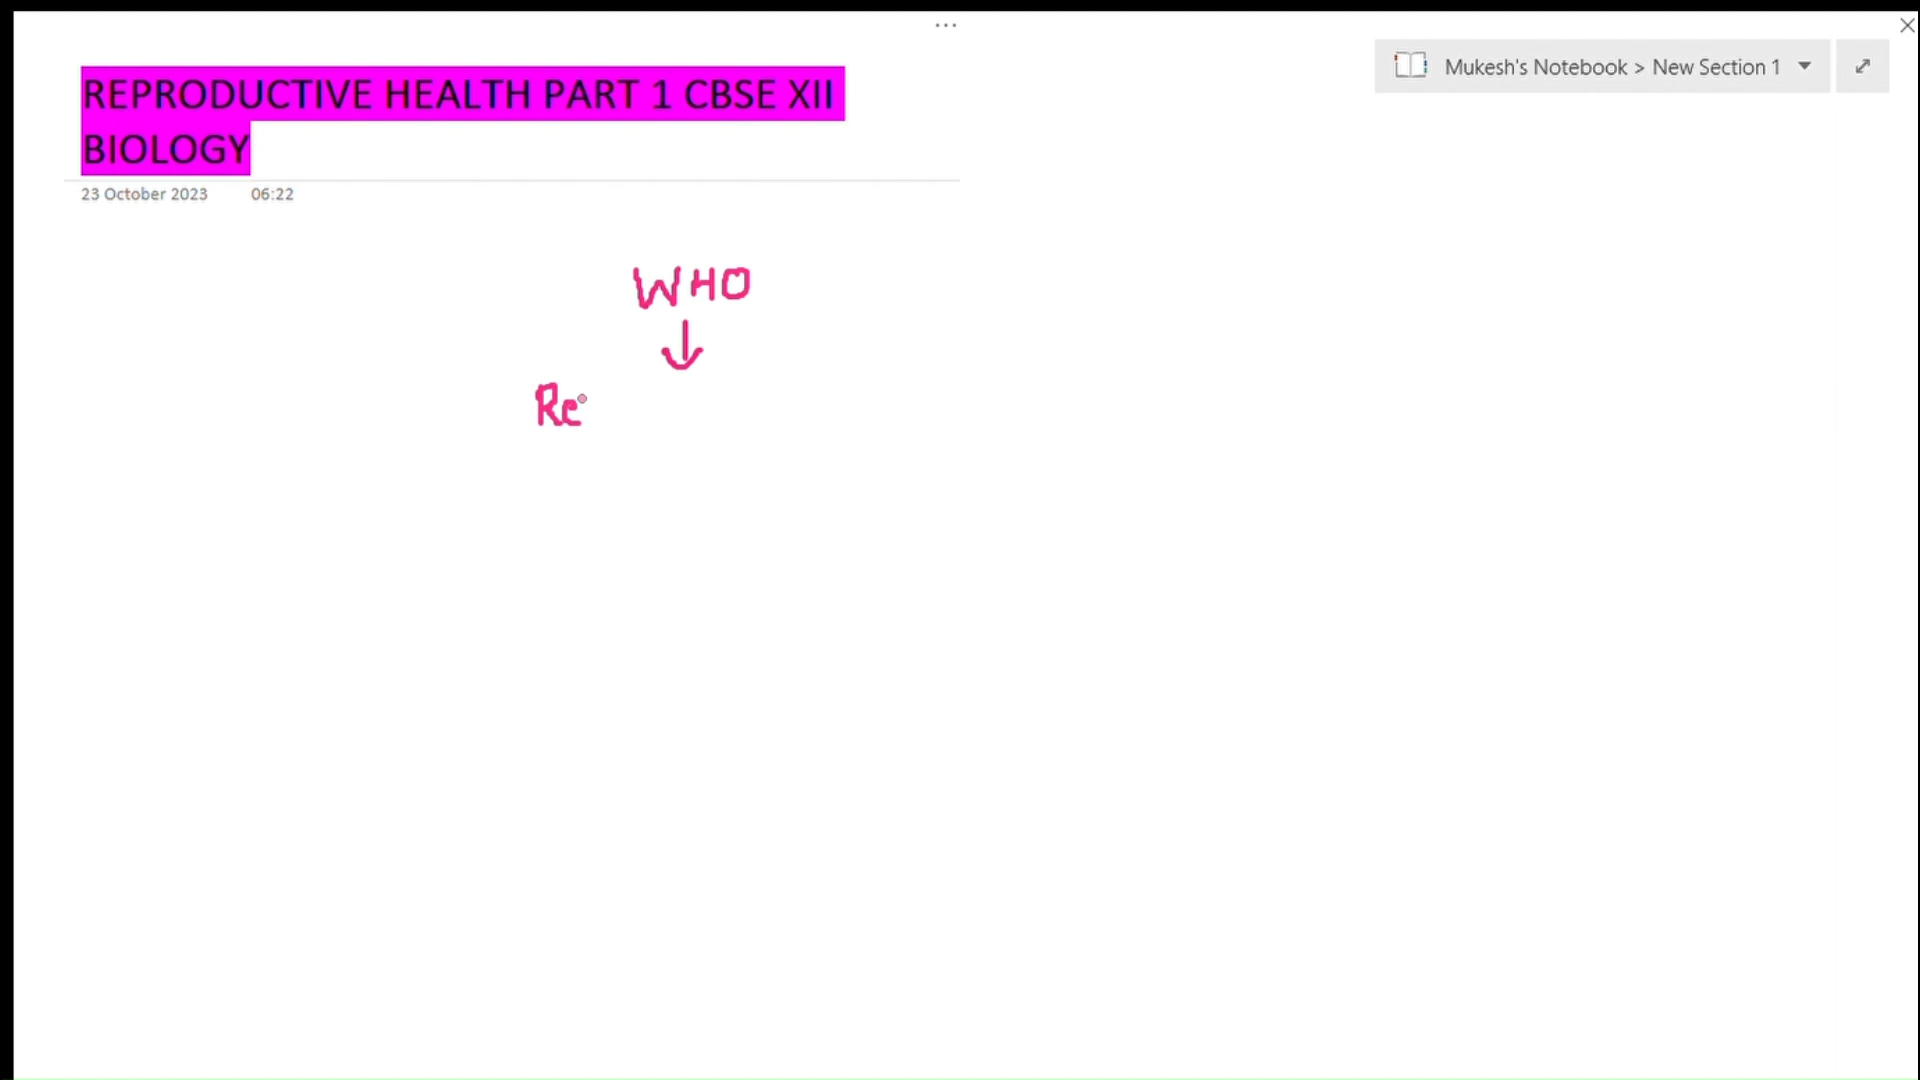 Mukesh's Notebook > New Section 1
REPRODUCTIVE HEALTH PART 1 CBSE XII
BIOLOGY
23 October 2023 06:22
WHO
Re